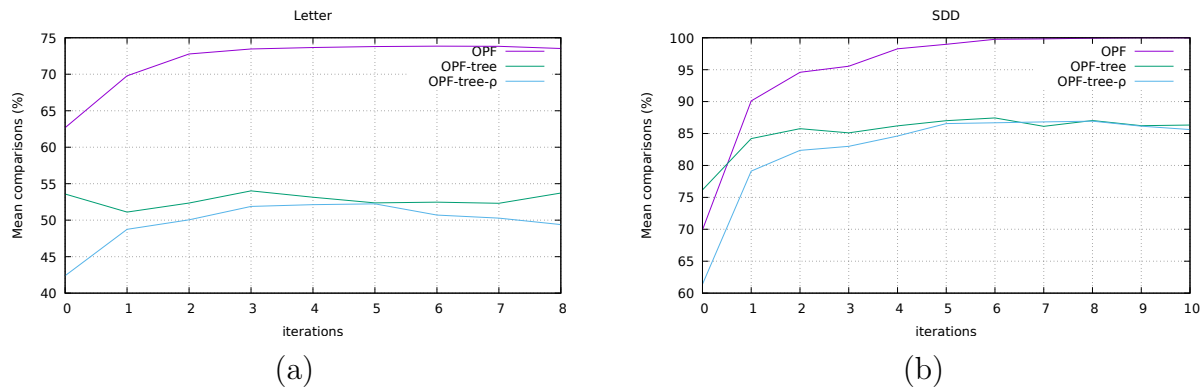 Letter
Mean comparisons (%)
75
70
65
60
55
50
45
40
0 1 2 3 4 5 6 7 8
iterations
OPF
OPF-tree
OPF-tree-ρ
(a)
SDD
Mean comparisons (%)
100
95
90
85
80
75
70
65
60
0 1 2 3 4 5 6 7 8 9 10
iterations
OPF
OPF-tree
OPF-tree-ρ
(b)